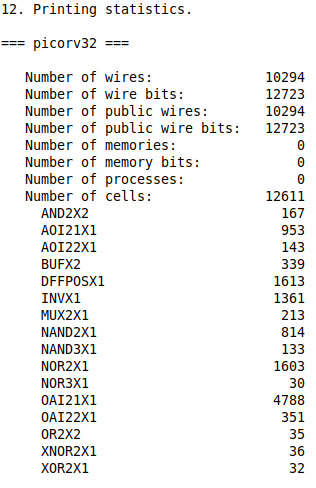 12. Printing statistics.
=== picorv32 ===
Number of wires: 10294
Number of wire bits: 12723
Number of public wires: 10294
Number of public wire bits: 12723
Number of memories: 0
Number of memory bits: 0
Number of processes: 0
Number of cells: 12611
AND2X2 167
AOI21X1 953
AOI22X1 143
BUFX2 339
DFFPOSX1 1613
INVX1 1361
MUX2X1 213
NAND2X1 814
NAND3X1 133
NOR2X1 1603
NOR3X1 30
OAI21X1 4788
OAI22X1 351
OR2X2 35
XNOR2X1 36
XOR2X1 32